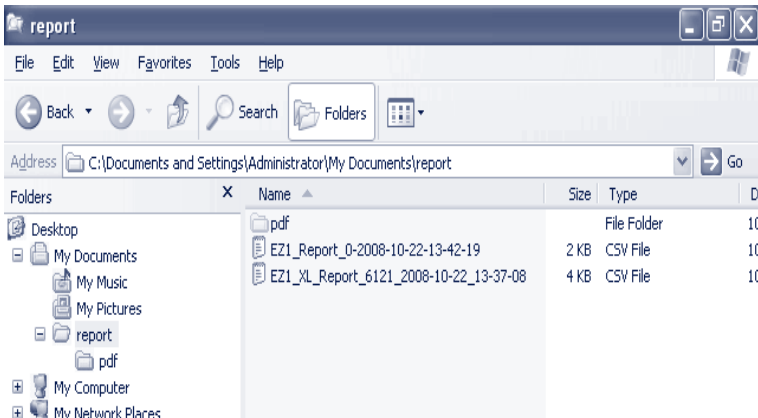 report
File Edit View Favorites Tools Help
Back Search Folders
Address C:\Documents and Settings\Administrator\My Documents\report Go
Folders X Name Size Type D
Desktop
My Documents
My Music
My Pictures
report
pdf
My Computer
My Network Places
pdf File Folder 10
EZ1_Report_0-2008-10-22-13-42-19 2 KB CSV File 10
EZ1_XL_Report_6121_2008-10-22_13-37-08 4 KB CSV File 10